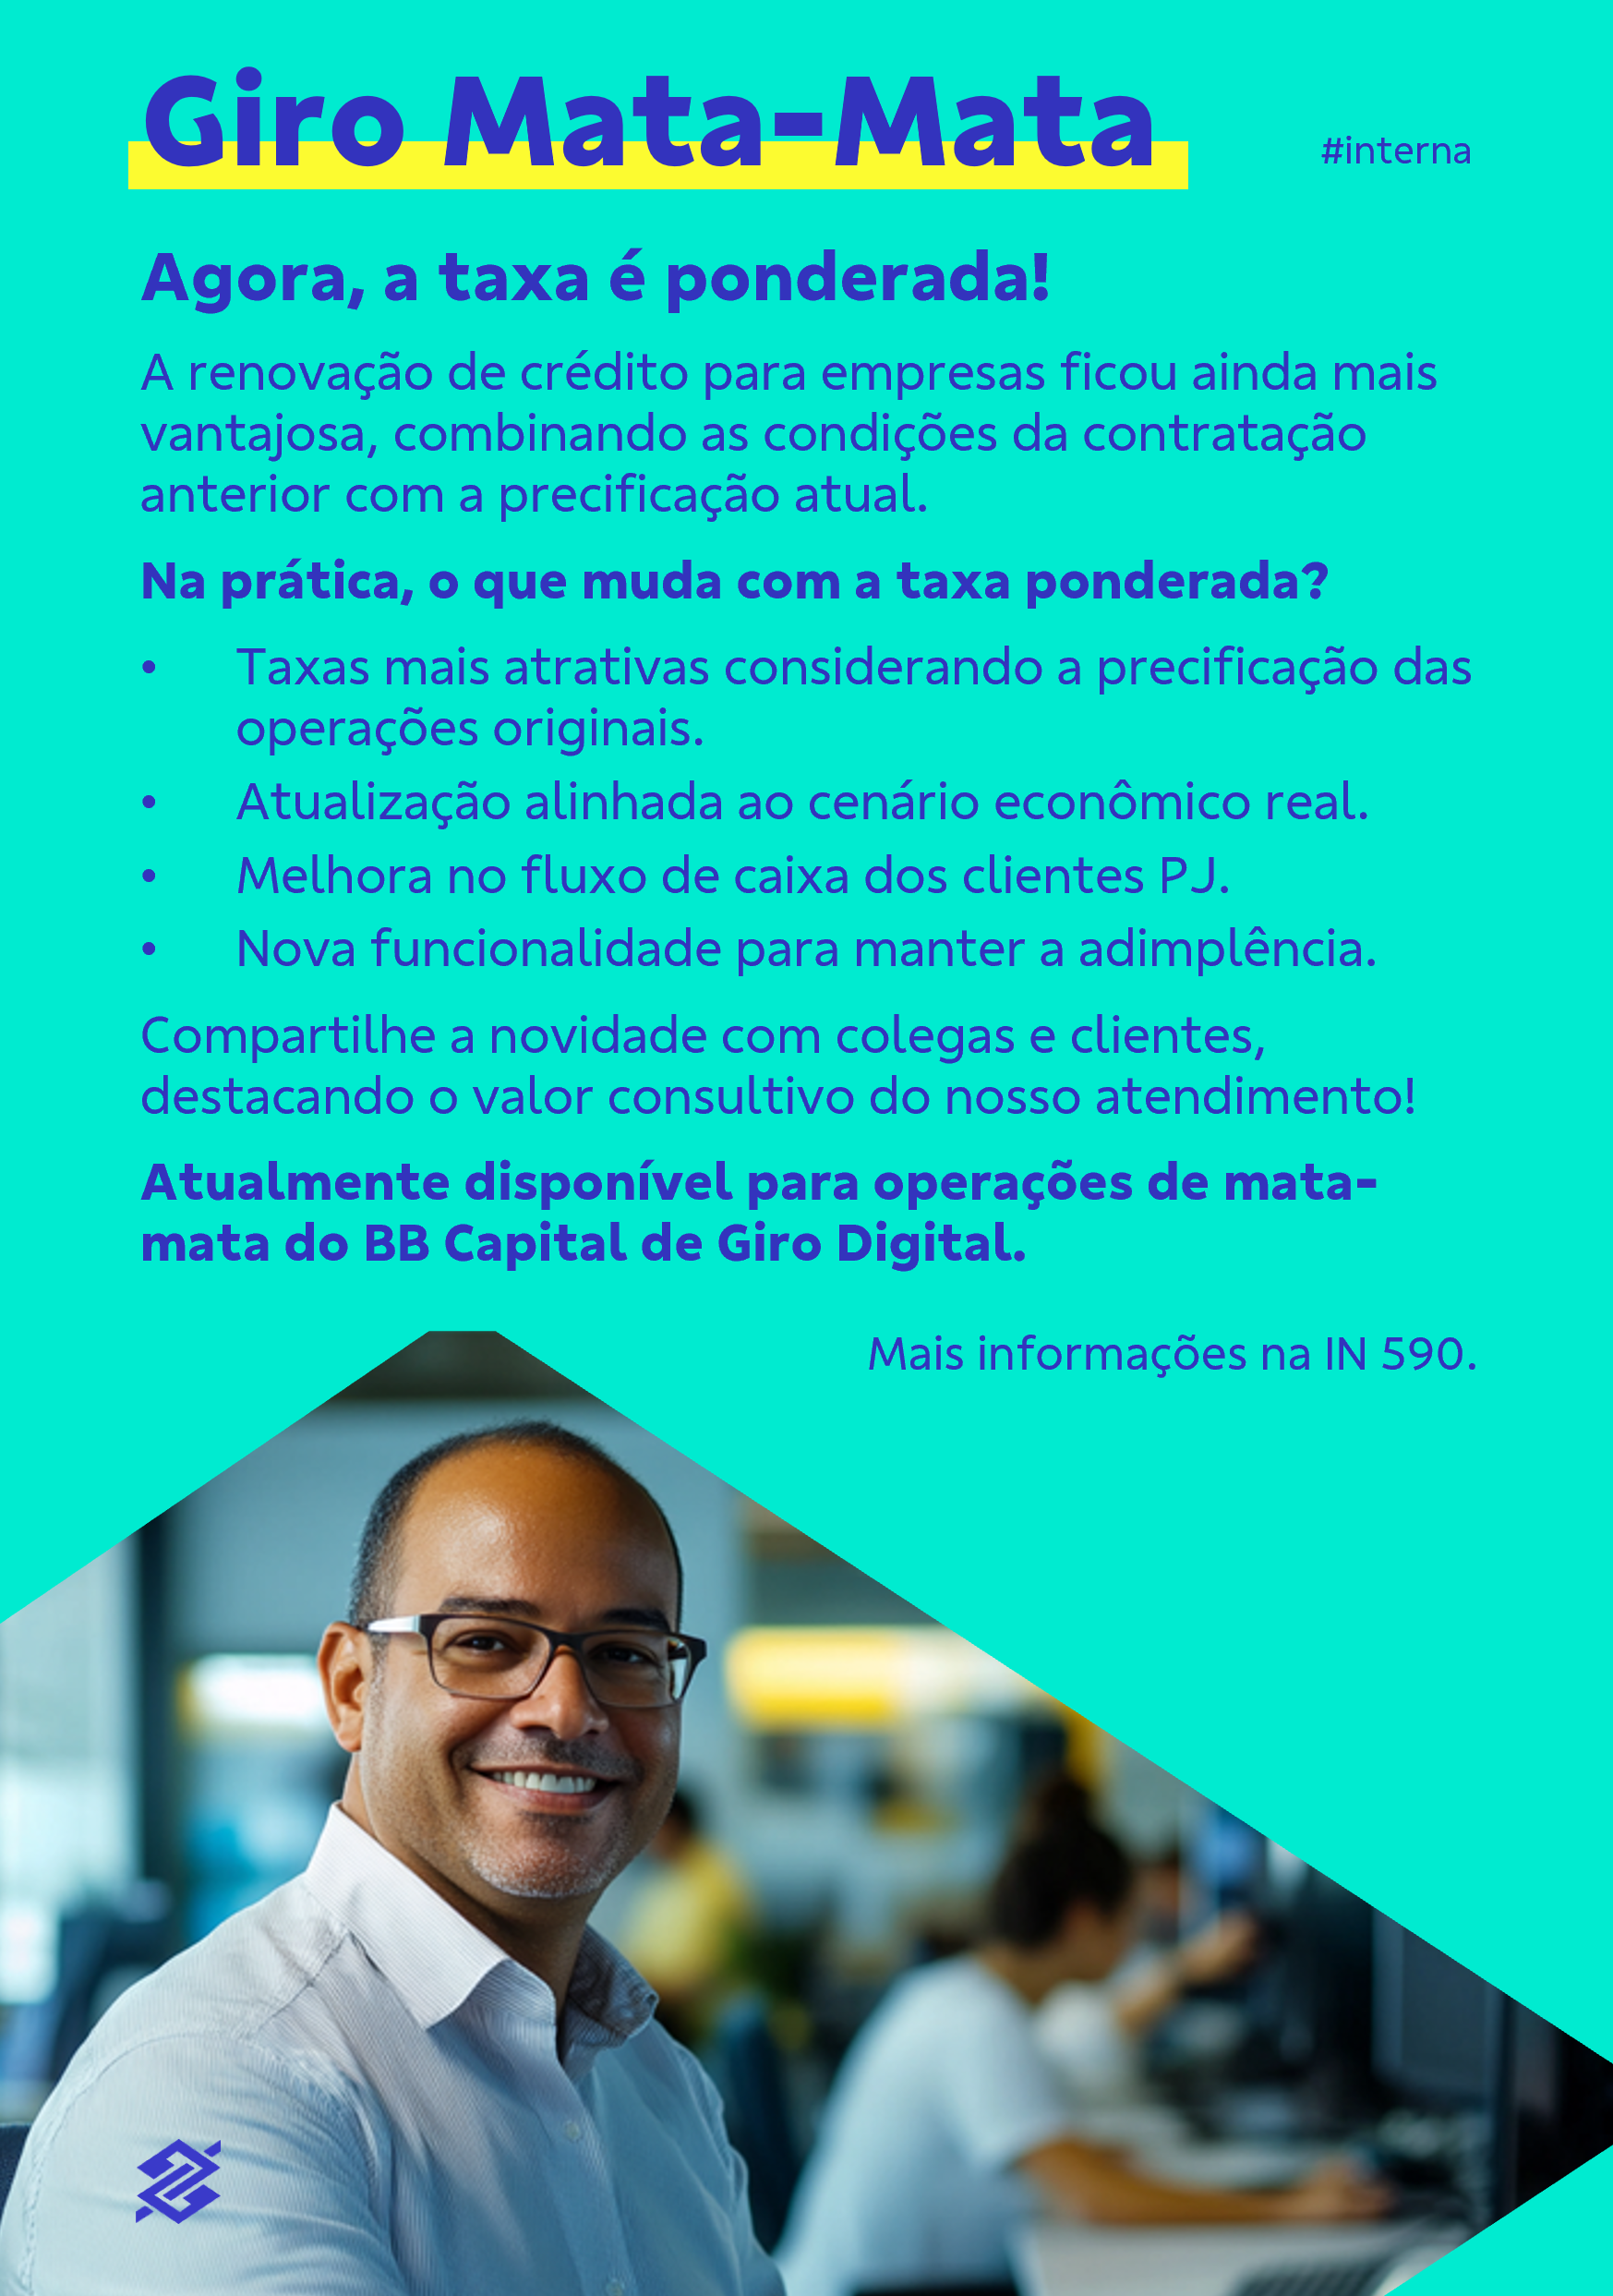 Giro Mata-Mata
#interna
Agora, a taxa é ponderada!
A renovação de crédito para empresas ficou ainda mais
vantajosa, combinando as condições da contratação
anterior com a precificação atual.
Na prática, o que muda com a taxa ponderada?
• Taxas mais atrativas considerando a precificação das
operações originais.
• Atualização alinhada ao cenário econômico real.
• Melhora no fluxo de caixa dos clientes PJ.
• Nova funcionalidade para manter a adimplência.
Compartilhe a novidade com colegas e clientes,
destacando o valor consultivo do nosso atendimento!
Atualmente disponível para operações de mata-
mata do BB Capital de Giro Digital.
Mais informações na IN 590.